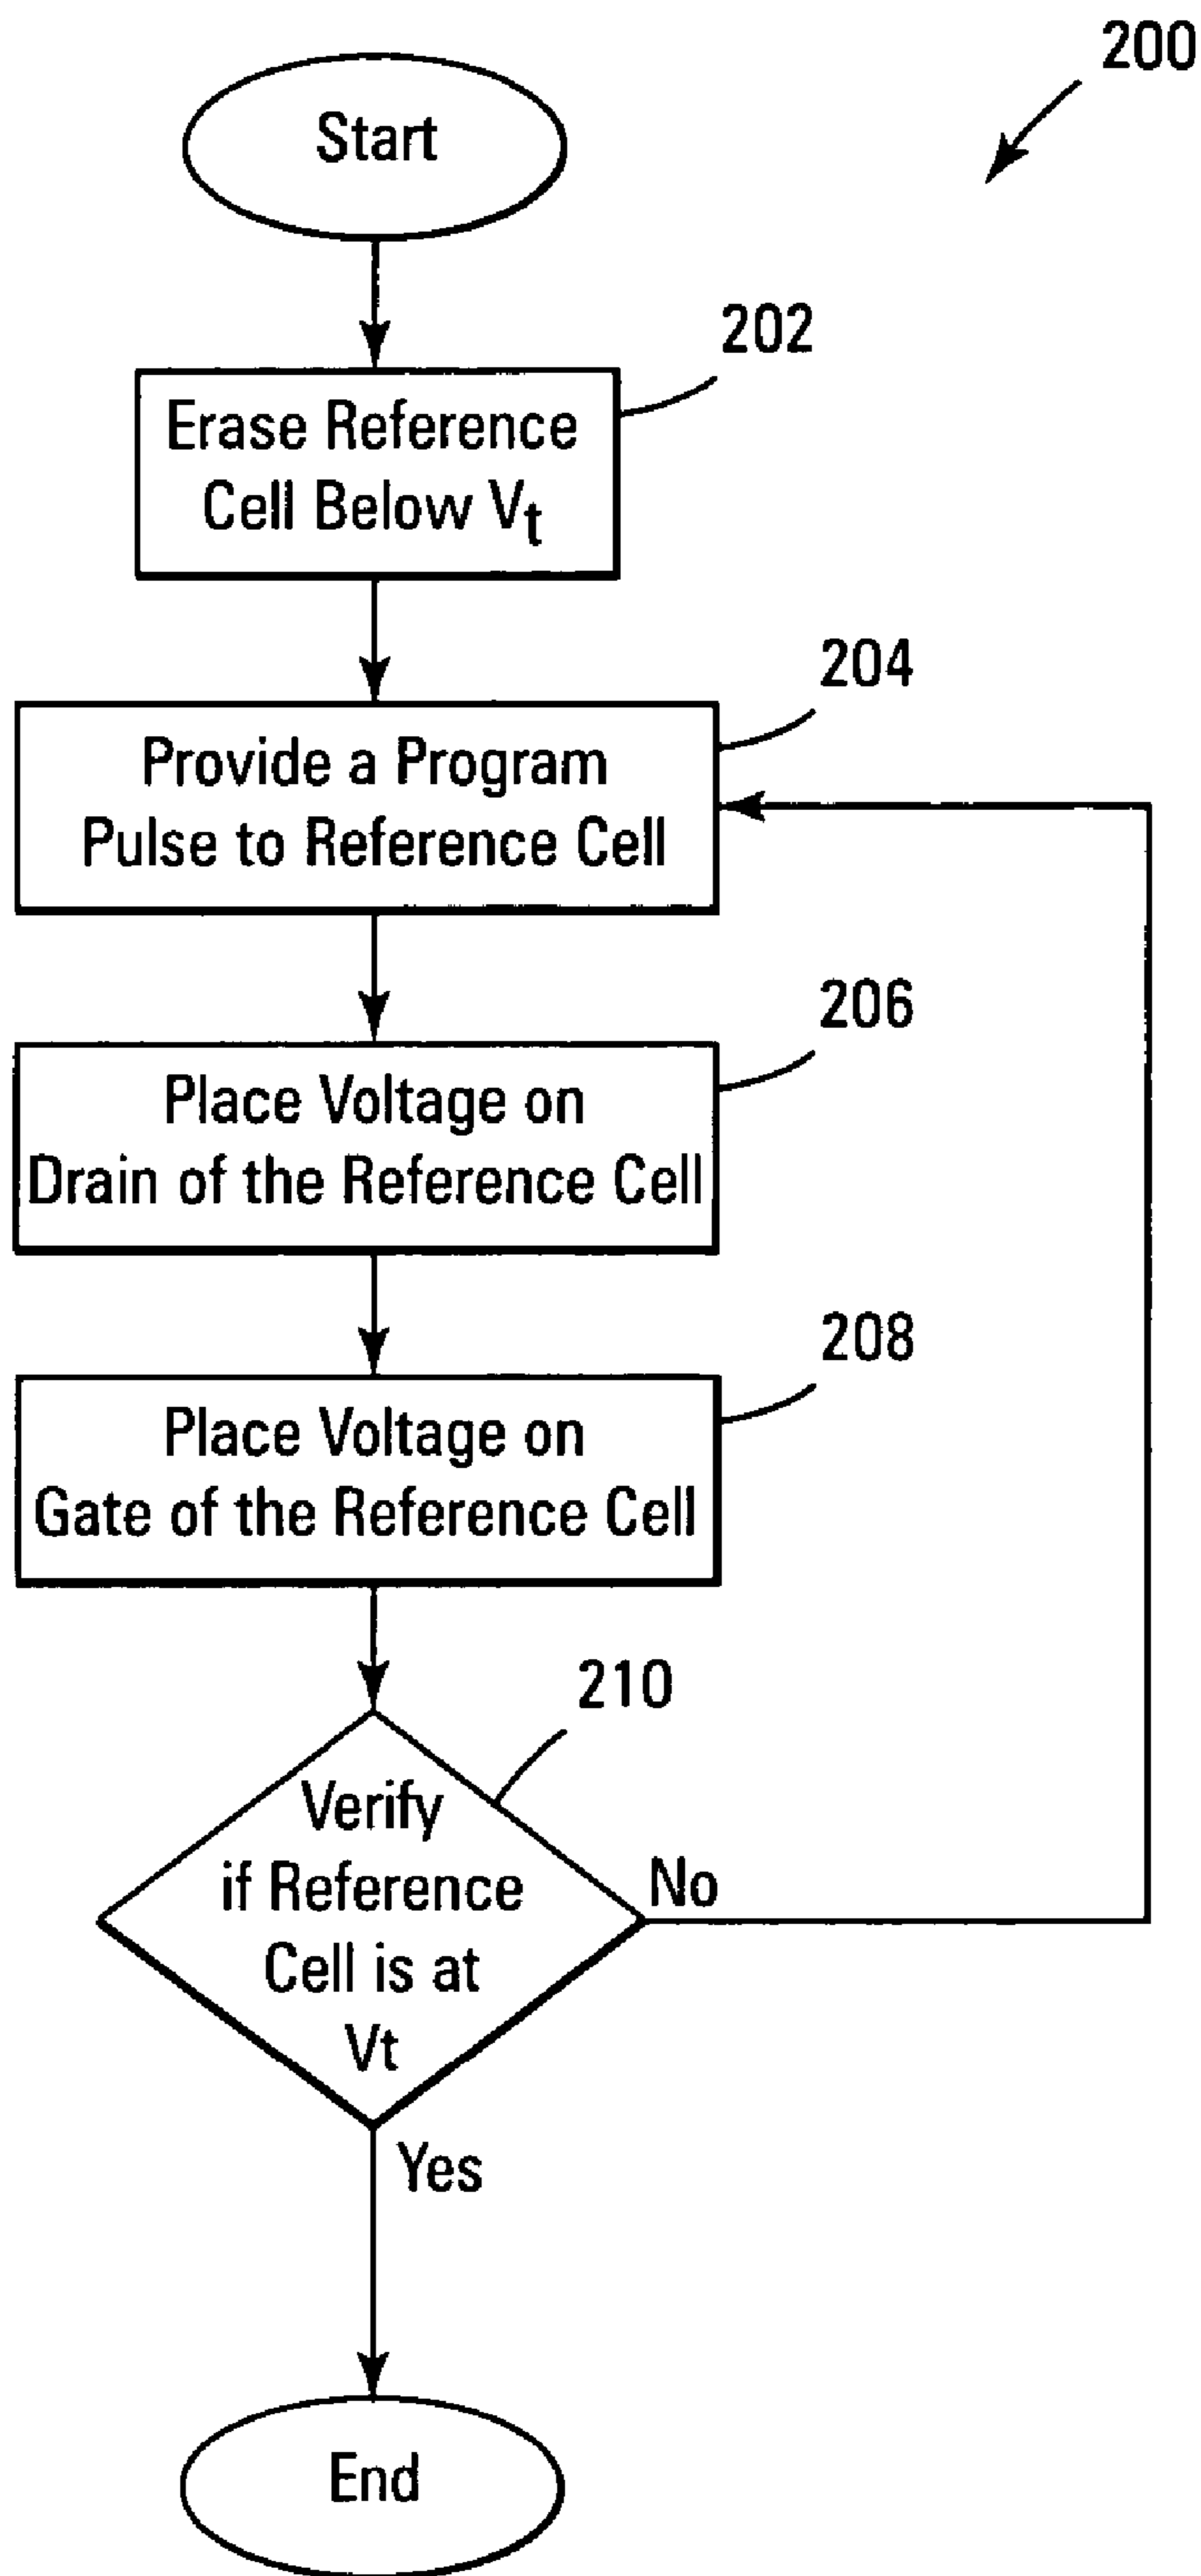 200
Start
202
Erase Reference
Cell Below Vt
204
Provide a Program
Pulse to Reference Cell
206
Place Voltage on
Drain of the Reference Cell
208
Place Voltage on
Gate of the Reference Cell
210
Verify
if Reference
Cell is at
Vt
No
Yes
End